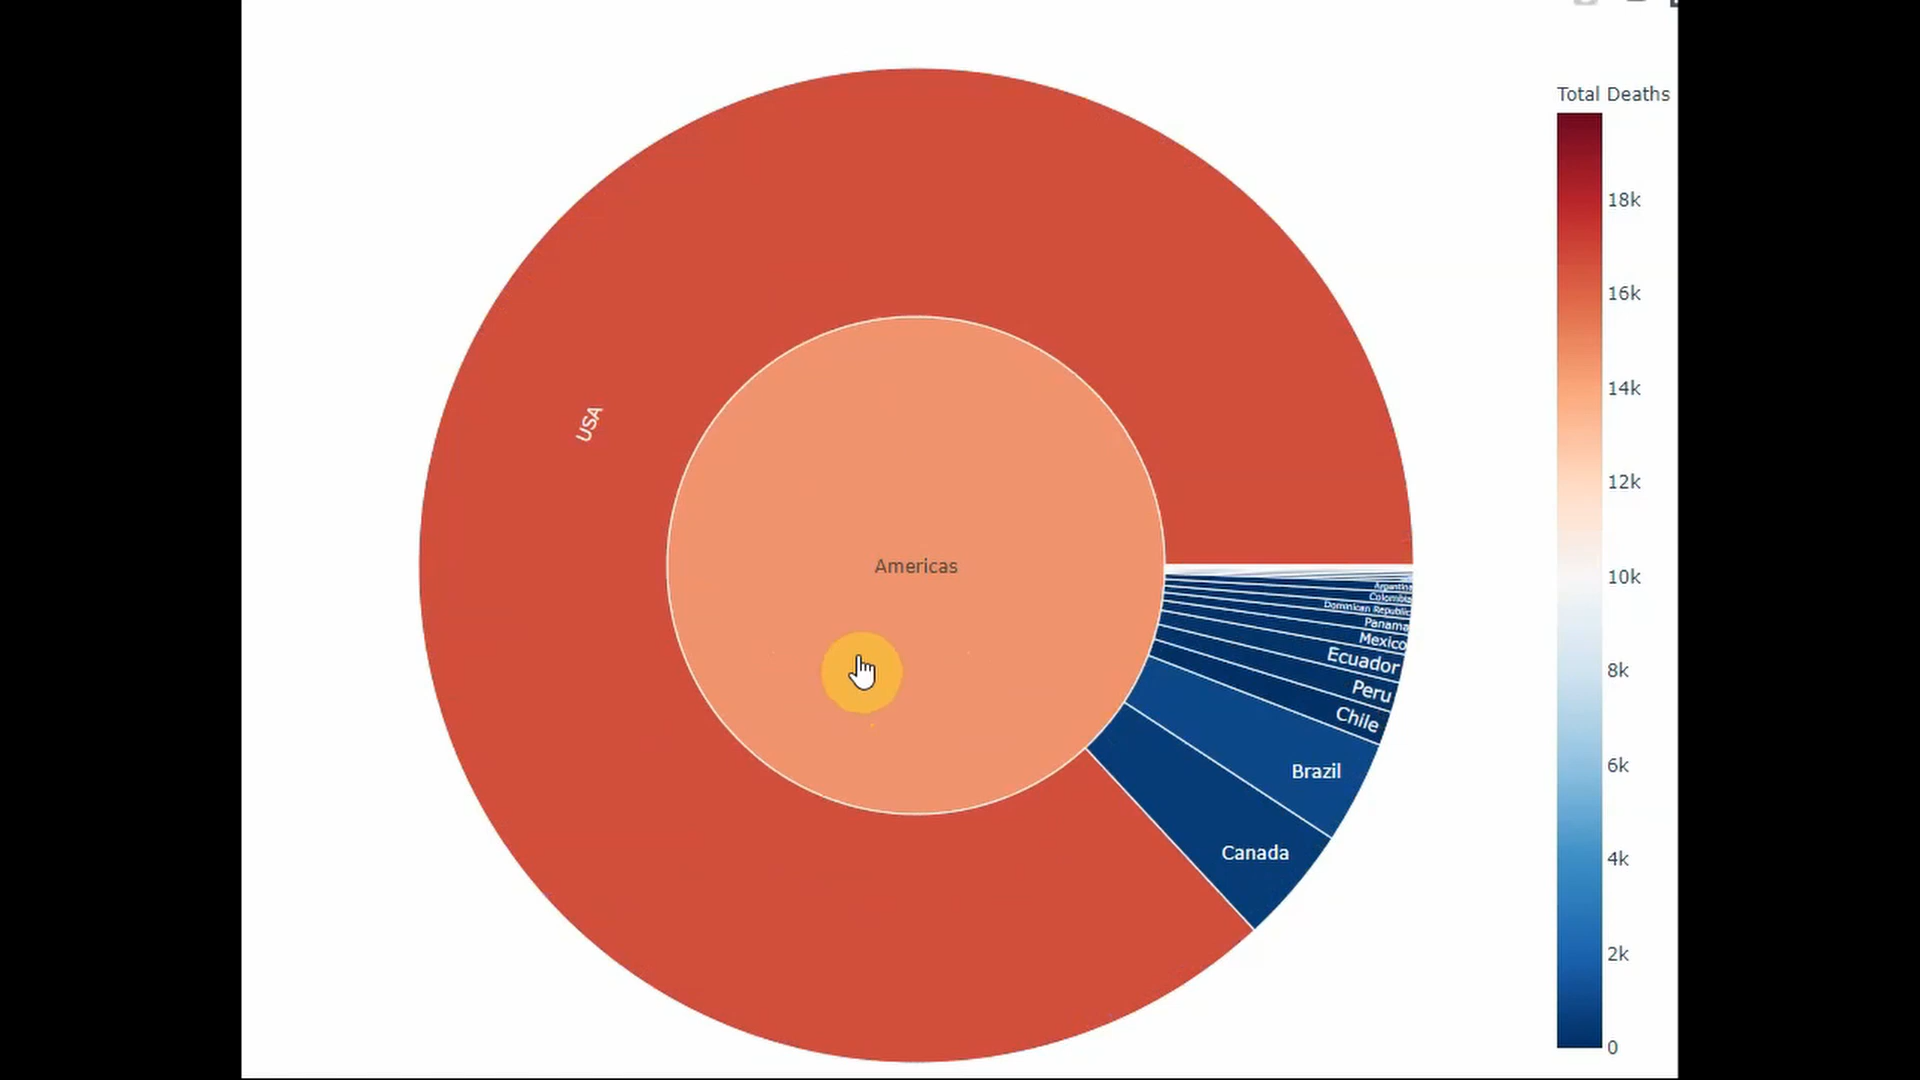 Total Deaths
18k
16k
14k
12k
10k
8k
6k
4k
2k
0
USA
Americas
Argentina
Colombia
Dominican Republic
Panama
Mexico
Ecuador
Peru
Chile
Brazil
Canada